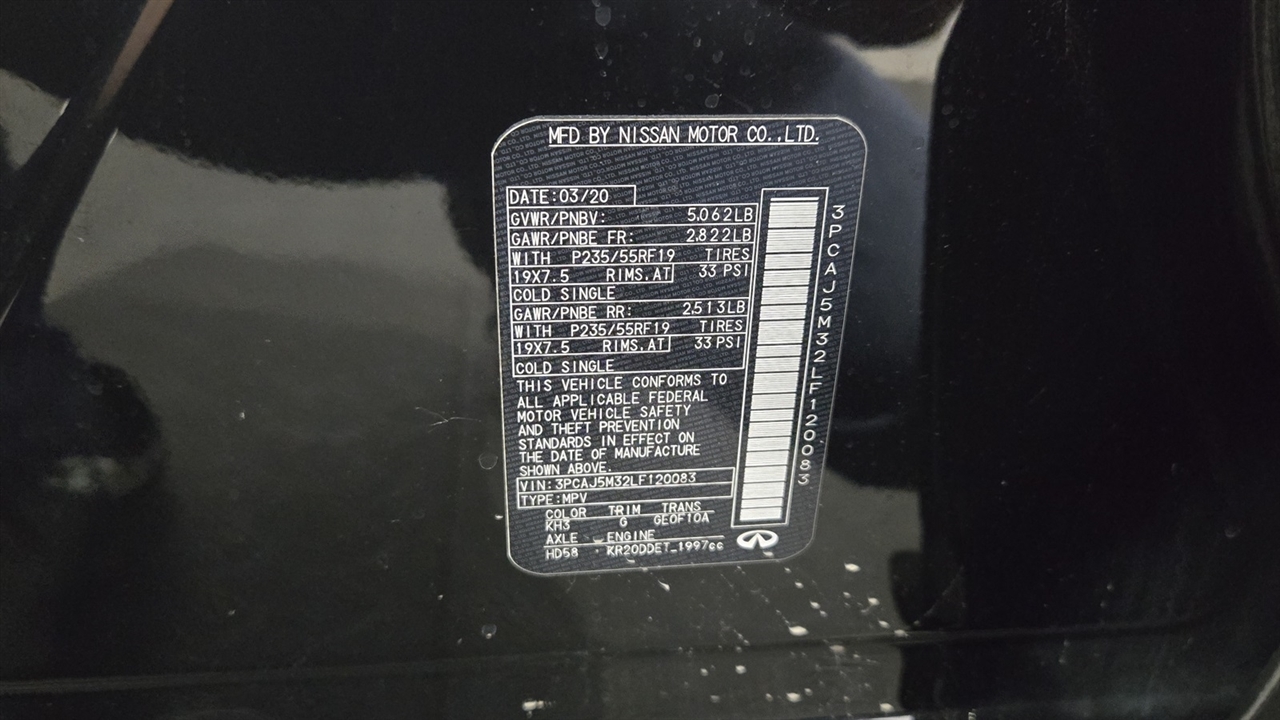 MFD BY NISSAN MOTOR CO.,LTD.
DATE:03/20
GVWR/PNBV: 5,062LB
GAWR/PNBE FR: 2,822LB
WITH P235/55RF19 TIRES
19X7.5 RIMS,AT 33 PSI
COLD SINGLE
GAWR/PNBE RR: 2,513LB
WITH P235/55RF19 TIRES
19X7.5 RIMS,AT 33 PSI
COLD SINGLE
THIS VEHICLE CONFORMS TO
ALL APPLICABLE FEDERAL
MOTOR VEHICLE SAFETY
AND THEFT PREVENTION
STANDARDS IN EFFECT ON
THE DATE OF MANUFACTURE
SHOWN ABOVE.
VIN:3PCAJ5M32LF120083
TYPE:MPV
COLOR TRIM TRANS
KH3 G GE0F10A
AXLE ENGINE
HD58 KR20DDET_1997cc
3PCAJ5M32LF120083